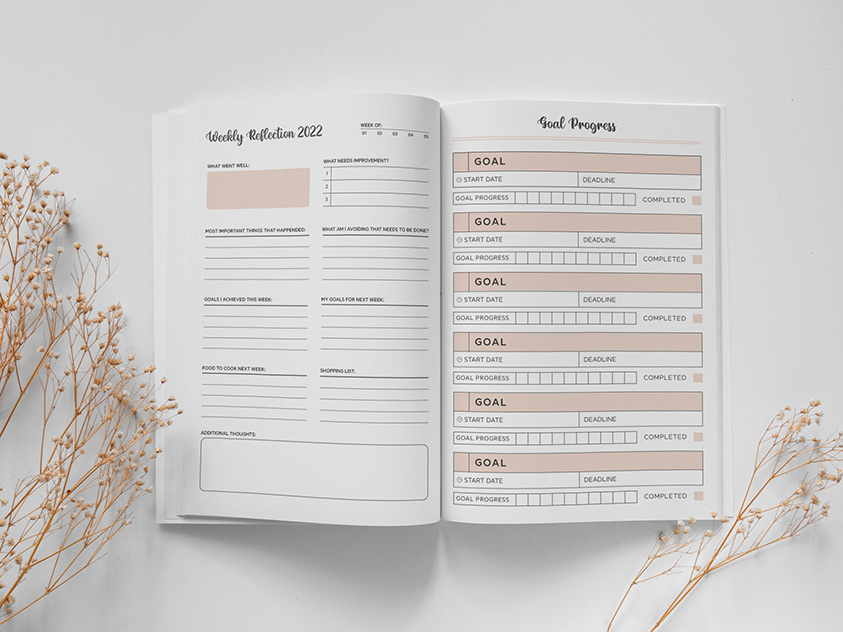 Weekly Reflection 2022
WEEK OF:
01 02 03 04 05
WHAT WENT WELL:
WHAT NEEDS IMPROVEMENT?
1
2
3
MOST IMPORTANT THINGS THAT HAPPENDED:
WHAT AM I AVOIDING THAT NEEDS TO BE DONE?
GOALS I ACHIEVED THIS WEEK:
MY GOALS FOR NEXT WEEK:
FOOD TO COOK NEXT WEEK:
SHOPPING LIST:
ADDITIONAL THOUGHTS:
Goal Progress
GOAL
START DATE DEADLINE
GOAL PROGRESS COMPLETED
GOAL
START DATE DEADLINE
GOAL PROGRESS COMPLETED
GOAL
START DATE DEADLINE
GOAL PROGRESS COMPLETED
GOAL
START DATE DEADLINE
GOAL PROGRESS COMPLETED
GOAL
START DATE DEADLINE
GOAL PROGRESS COMPLETED
GOAL
START DATE DEADLINE
GOAL PROGRESS COMPLETED